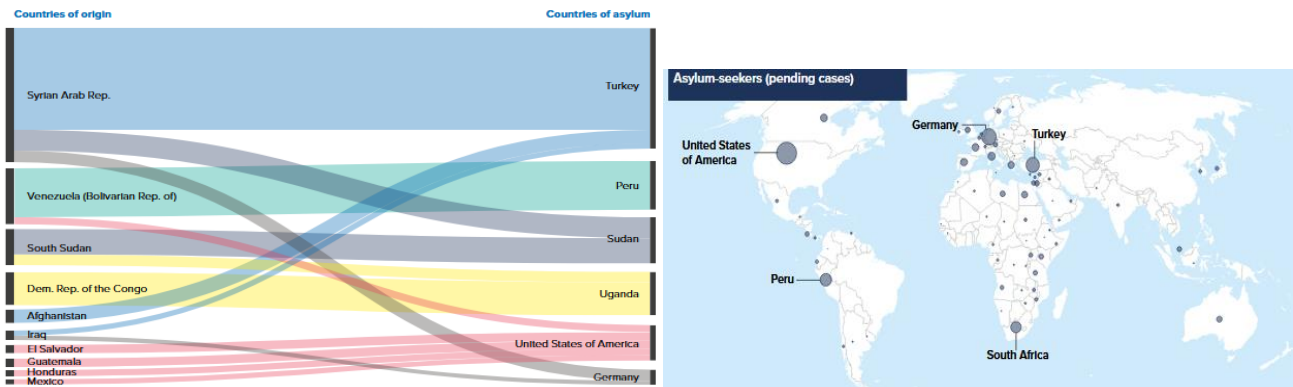 Countries of origin
Countries of asylum
Syrian Arab Rep.
Venezuela (Bolivarian Rep. of)
South Sudan
Dem. Rep. of the Congo
Afghanistan
Iraq
El Salvador
Guatemala
Honduras
Mexico
Turkey
Peru
Sudan
Uganda
United States of America
Germany
Asylum-seekers (pending cases)
United States
of America
Germany
Turkey
Peru
South Africa